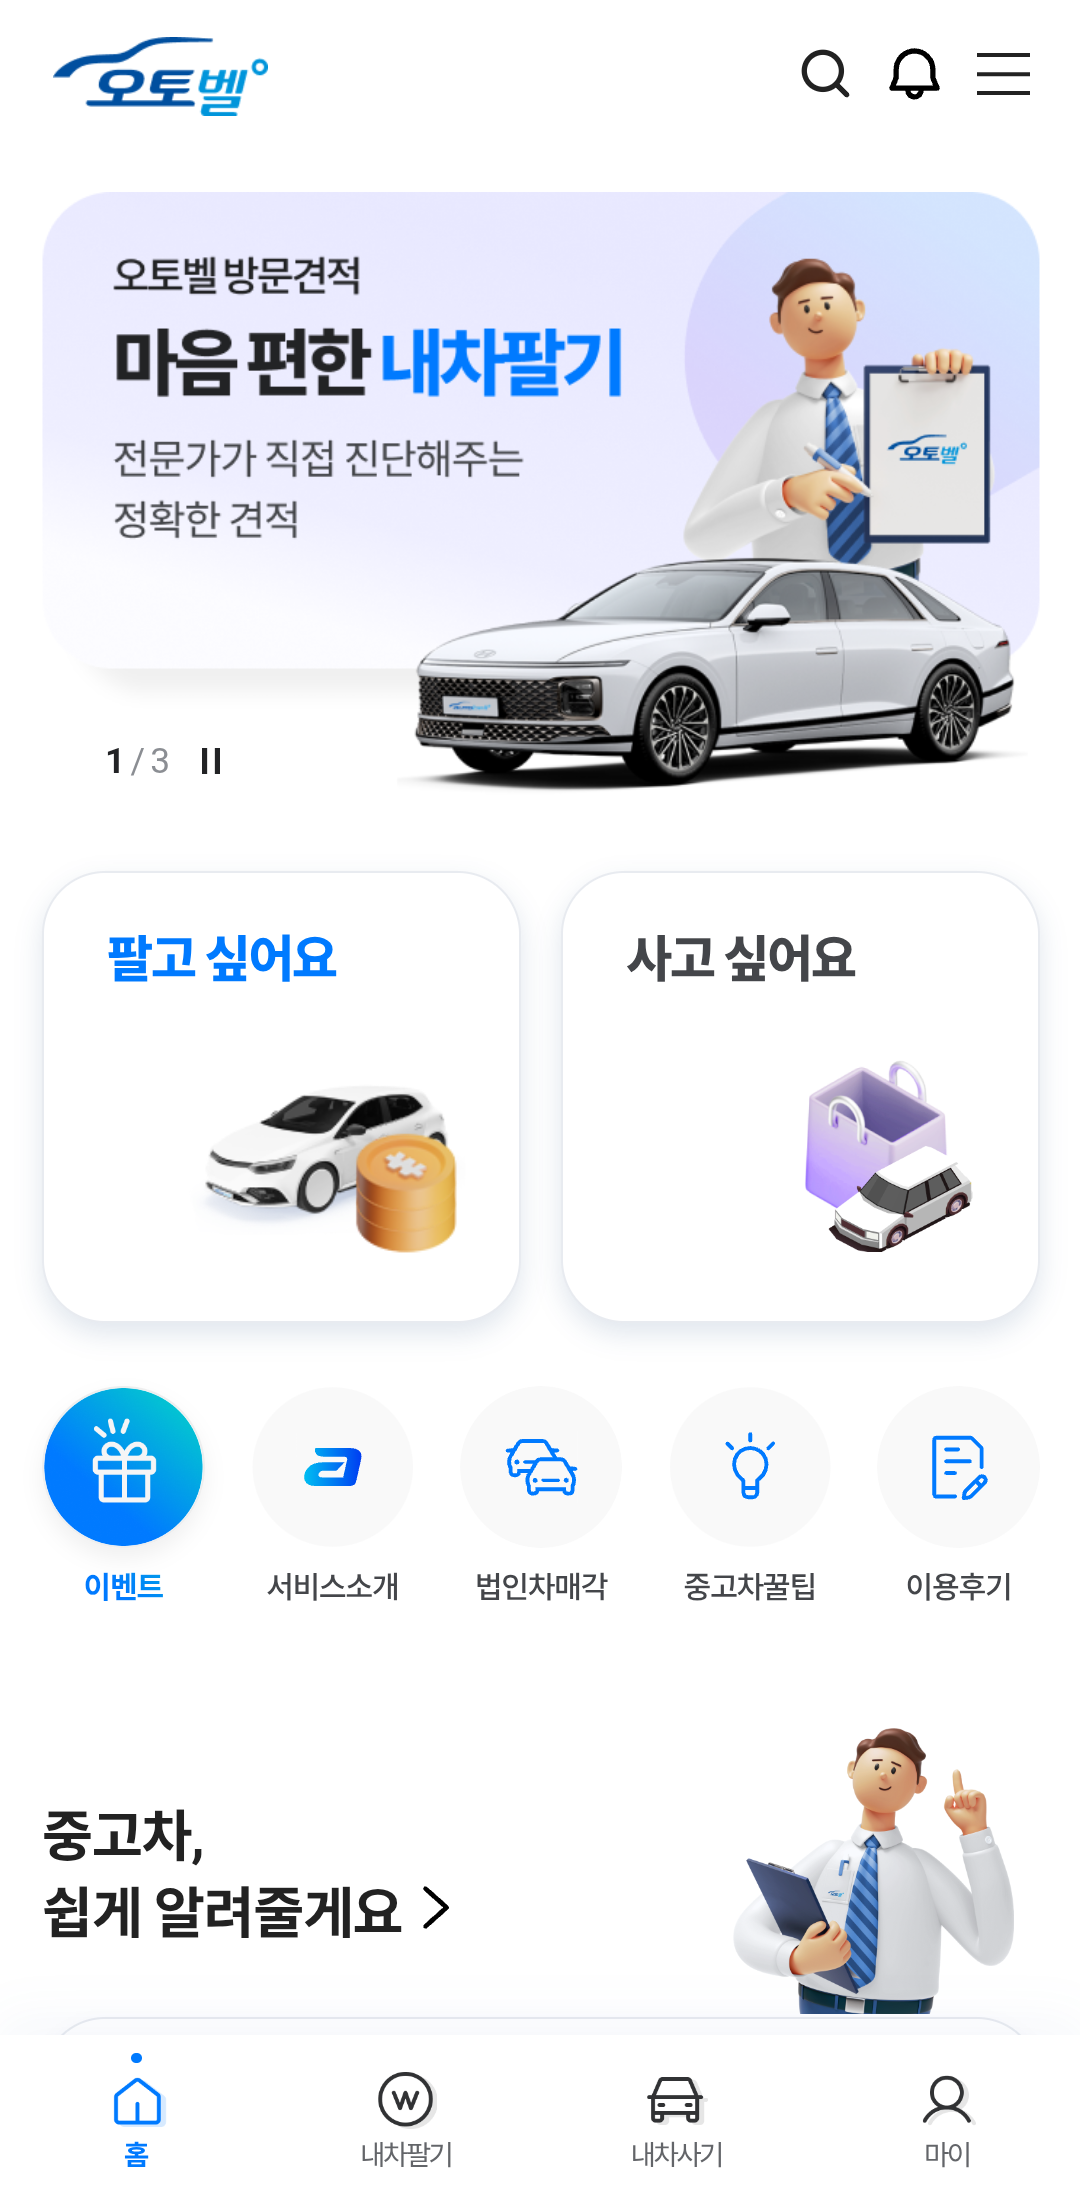 오토벨
오토벨 방문견적
마음 편한 내차팔기
전문가가 직접 진단해주는
정확한 견적
오토벨
1 / 3
팔고 싶어요
사고 싶어요
이벤트
서비스소개
법인차매각
중고차꿀팁
이용후기
중고차,
쉽게 알려줄게요
홈
내차팔기
내차사기
마이